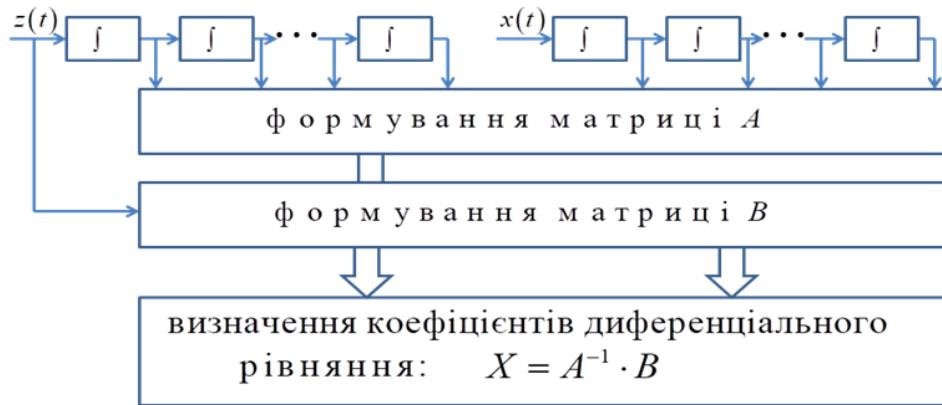 z(t) ∫ ∫ ... ∫ x(t) ∫ ∫ ... ∫
формування матриці A
формування матриці B
визначення коефіцієнтів диференціального
рівняння: X = A⁻¹ · B